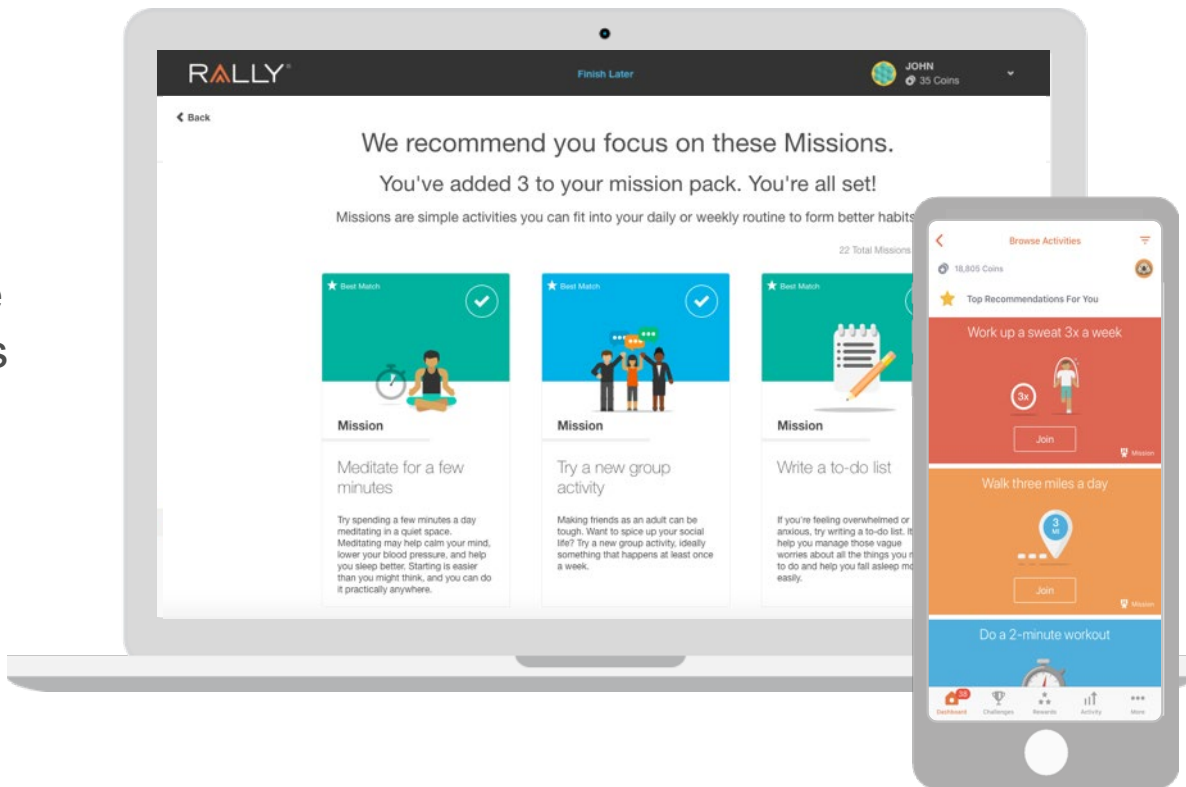 RALLY®
Finish Later
JOHN
35 Coins
Back
We recommend you focus on these Missions.
You've added 3 to your mission pack. You're all set!
Missions are simple activities you can fit into your daily or weekly routine to form better habits
22 Total Missions
Best Match
Mission
Meditate for a few
minutes
Try spending a few minutes a day
meditating in a quiet space.
Meditating may help calm your mind,
lower your blood pressure, and help
you sleep better. Starting is easier
than you might think, and you can do
it practically anywhere.
Best Match
Mission
Try a new group
activity
Making friends as an adult can be
tough. Want to spice up your social
life? Try a new group activity, ideally
something that happens at least once
a week.
Best Match
Mission
Write a to-do list
If you're feeling overwhelmed or
anxious, try writing a to-do list. It
help you manage those vague
worries about all the things you
to do and help you fall asleep
easily.
Browse Activities
18,805 Coins
Top Recommendations For You
Work up a sweat 3x a week
3x
Join
Mission
Walk three miles a day
3
MI
Join
Mission
Do a 2-minute workout
38
Dashboard
Challenges
Rewards
Activity
More